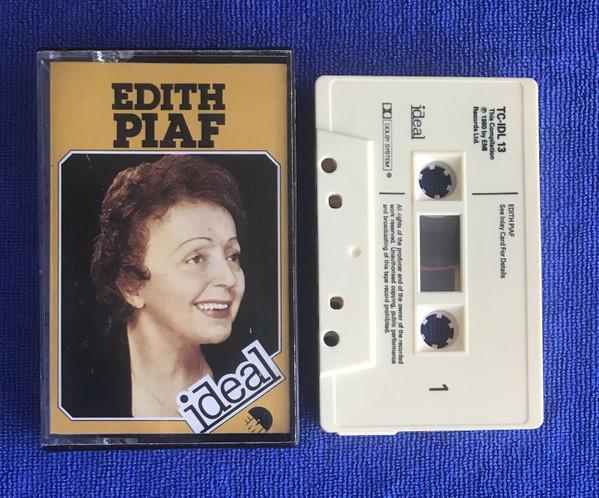 EDITH
PIAF
ideal
TC-IDL 13
This Compilation
℗ 1980 by EMI
Records Ltd.
ideal
DOLBY SYSTEM ®
EDITH PIAF
See Inlay Card For Details
All rights of the producer and of the owner of the recorded
work reserved. Unauthorised copying, public performance
and broadcasting of this tape record prohibited.
1